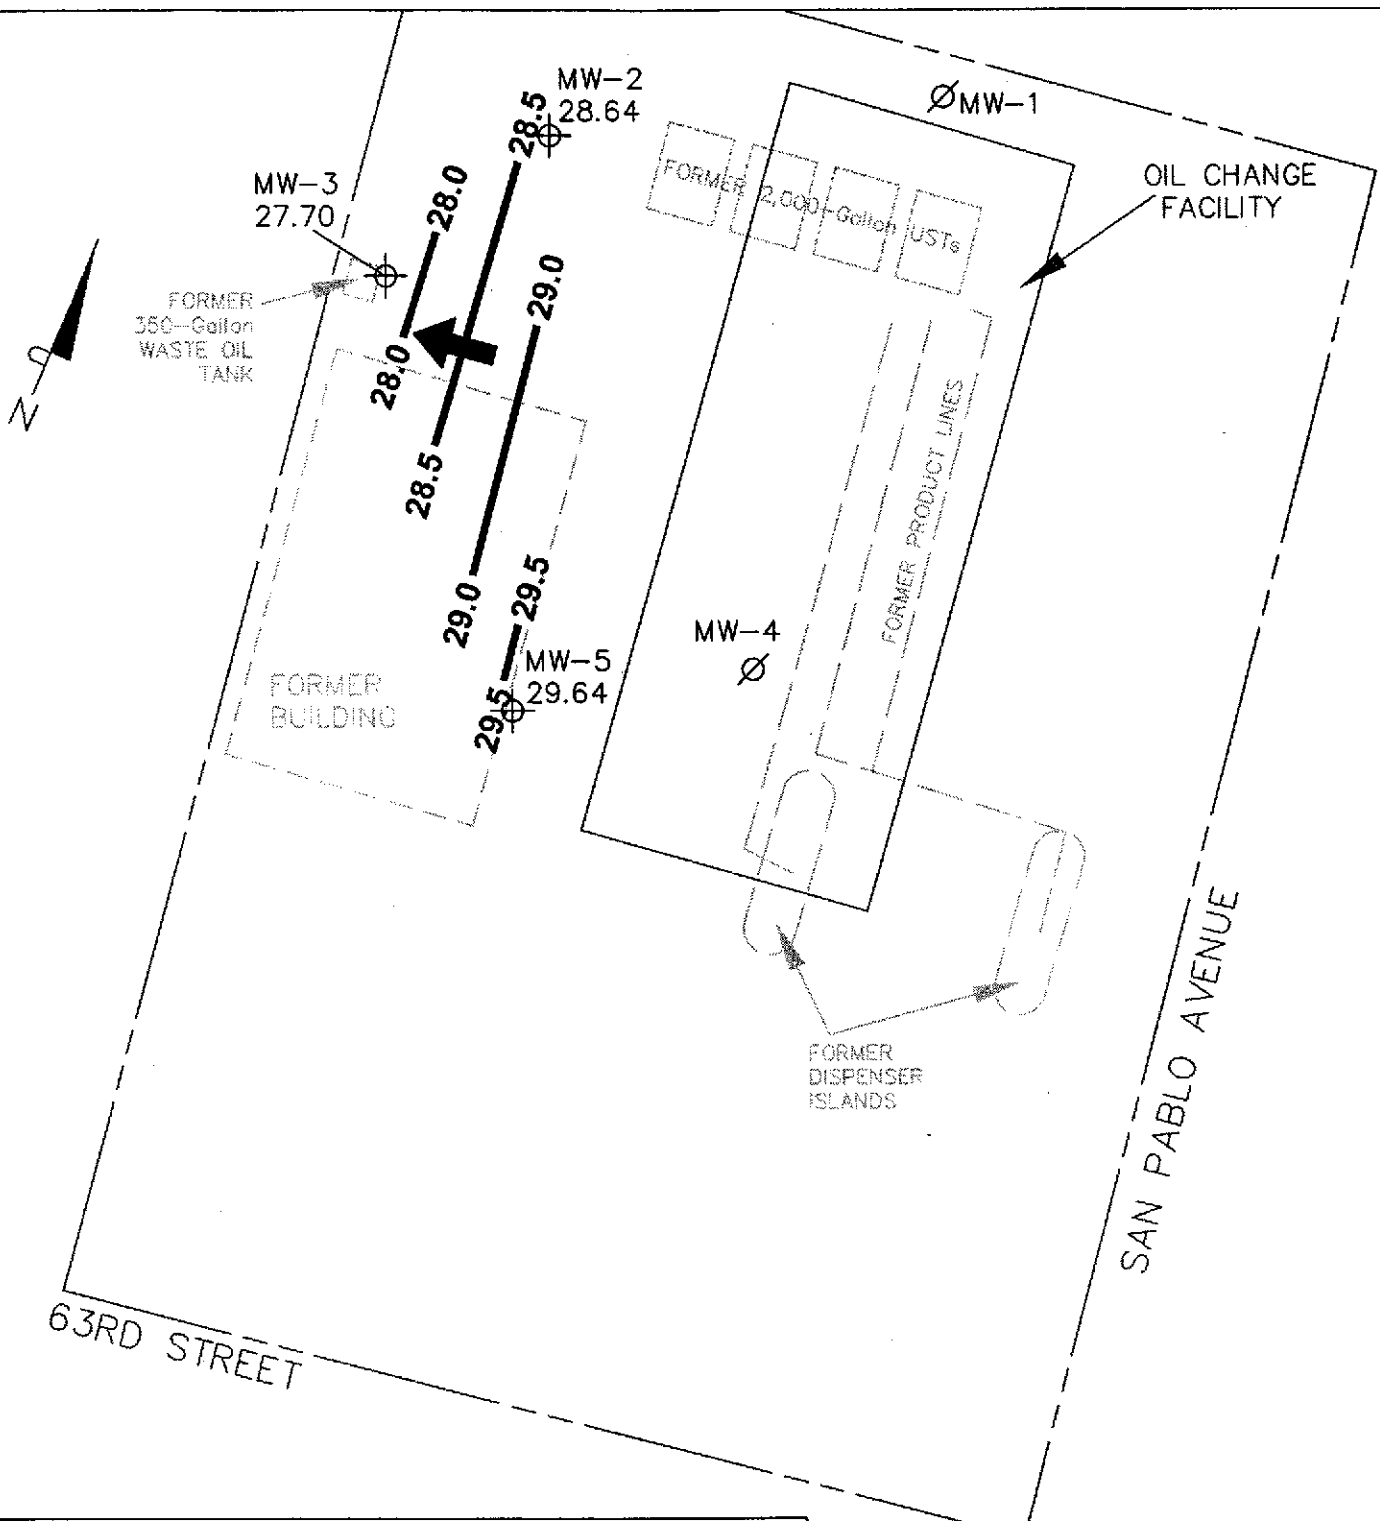 MW-2
28.64
MW-1
28.5
MW-3
27.70
28.0
OIL CHANGE
FACILITY
FORMER 2,000-Gallon USTs
29.0
FORMER
350-Gallon
WASTE OIL
TANK
28.0
N
28.5
FORMER PRODUCT LINES
29.5
29.0
MW-4
MW-5
29.64
29.5
FORMER
BUILDING
SAN PABLO AVENUE
FORMER
DISPENSER
ISLANDS
63RD STREET